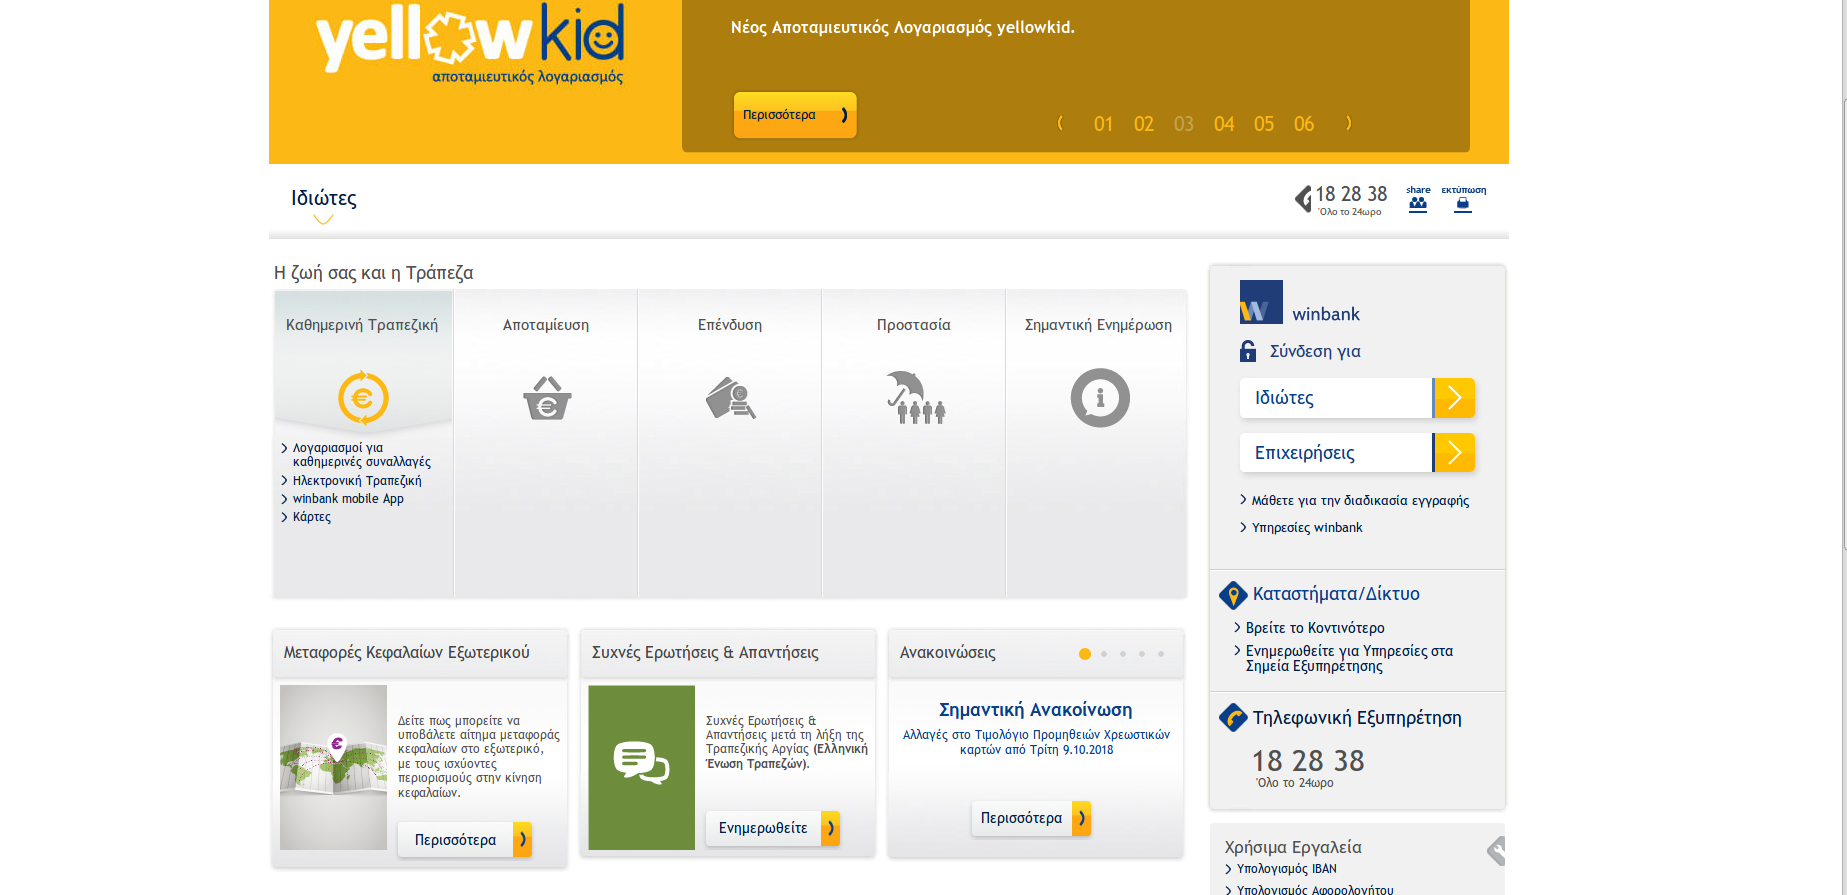 yellowkid
αποταμιευτικός λογαριασμός
Νέος Αποταμιευτικός Λογαριασμός yellowkid.
Περισσότερα
01 02 03 04 05 06
Ιδιώτες
18 28 38
'Ολο το 24ωρο
share
εκτύπωση
Η ζωή σας και η Τράπεζα
Καθημερινή Τραπεζική
Αποταμίευση
Επένδυση
Προστασία
Σημαντική Ενημέρωση
Λογαριασμοί για
καθημερινές συναλλαγές
Ηλεκτρονική Τραπεζική
winbank mobile App
Κάρτες
winbank
Σύνδεση για
Ιδιώτες
Επιχειρήσεις
Μάθετε για την διαδικασία εγγραφής
Υπηρεσίες winbank
Καταστήματα/Δίκτυο
Βρείτε το Κοντινότερο
Ενημερωθείτε για Υπηρεσίες στα
Σημεία Εξυπηρέτησης
Τηλεφωνική Εξυπηρέτηση
18 28 38
'Ολο το 24ωρο
Χρήσιμα Εργαλεία
Υπολογισμός IBAN
Υπολογισμός Αφορολογήτου
Μεταφορές Κεφαλαίων Εξωτερικού
Δείτε πως μπορείτε να
υποβάλετε αίτημα μεταφοράς
κεφαλαίων στο εξωτερικό,
με τους ισχύοντες
περιορισμούς στην κίνηση
κεφαλαίων.
Περισσότερα
Συχνές Ερωτήσεις & Απαντήσεις
Συχνές Ερωτήσεις &
Απαντήσεις μετά τη λήξη της
Τραπεζικής Αργίας (Ελληνική
Ένωση Τραπεζών).
Ενημερωθείτε
Ανακοινώσεις
Σημαντική Ανακοίνωση
Αλλαγές στο Τιμολόγιο Προμηθειών Χρεωστικών
καρτών από Τρίτη 9.10.2018
Περισσότερα